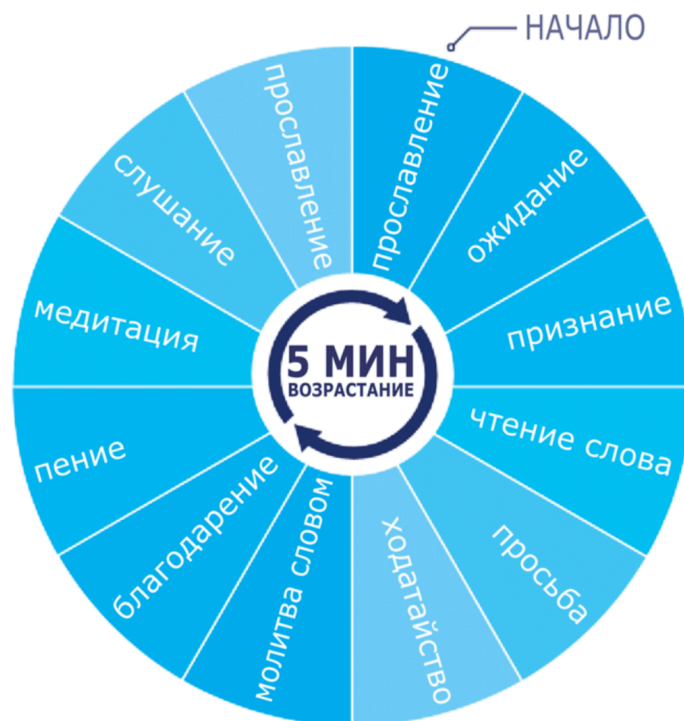 НАЧАЛО
прославление
ожидание
признание
чтение слова
просьба
ходатайство
молитва словом
благодарение
пение
медитация
слушание
прославление
5 МИН
ВОЗРАСТАНИЕ